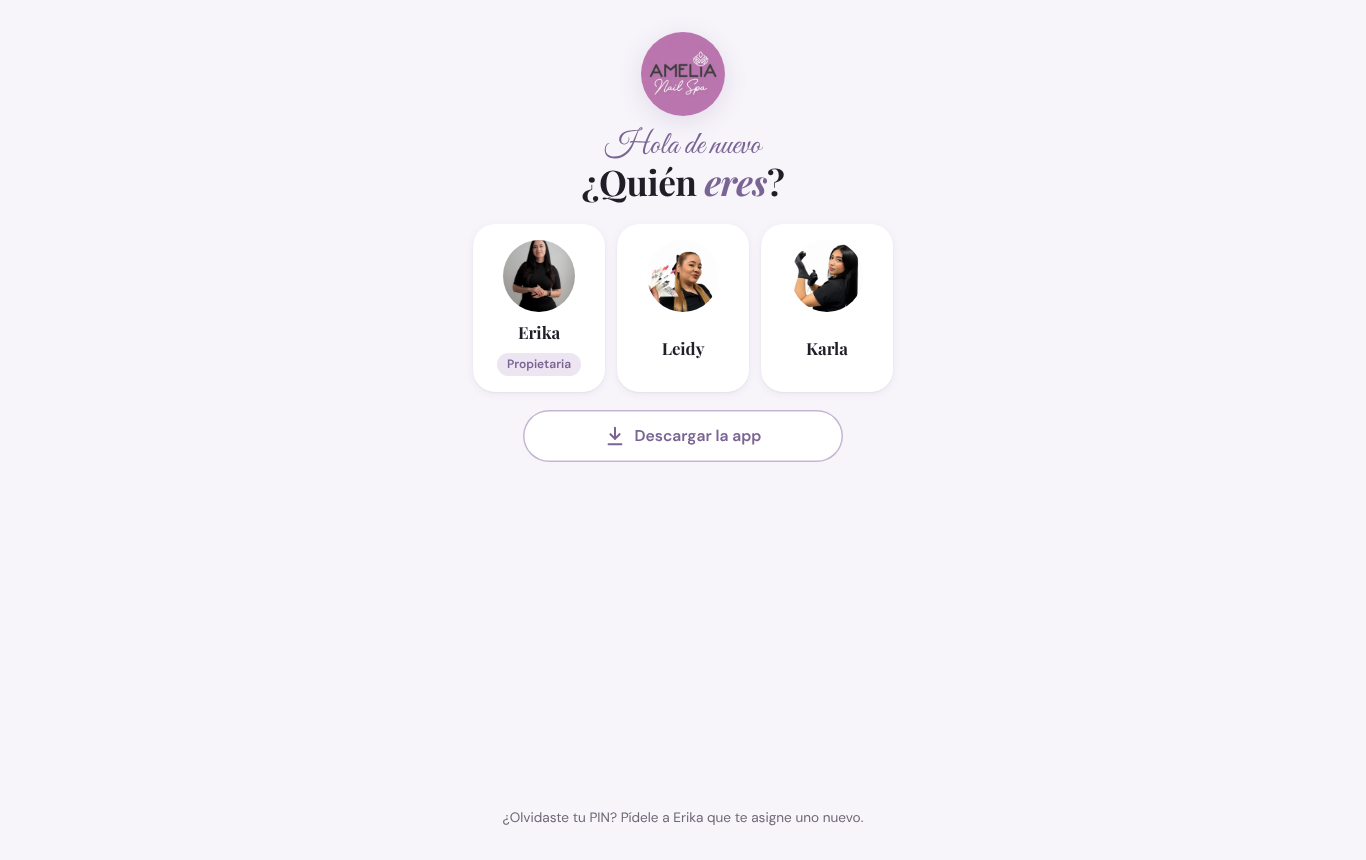 AMELIA
Nail Spa
Hola de nuevo
¿Quién eres?
Erika
Propietaria
Leidy
Karla
Descargar la app
¿Olvidaste tu PIN? Pídele a Erika que te asigne uno nuevo.